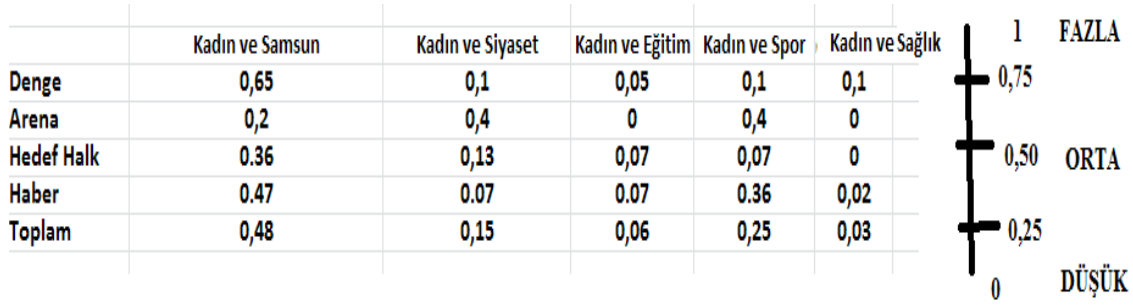 Kadın ve Samsun Kadın ve Siyaset Kadın ve Eğitim Kadın ve Spor Kadın ve Sağlık
Denge 0,65 0,1 0,05 0,1 0,1
Arena 0,2 0,4 0 0,4 0
Hedef Halk 0.36 0,13 0,07 0,07 0
Haber 0.47 0.07 0.07 0.36 0,02
Toplam 0,48 0,15 0,06 0,25 0,03
1 FAZLA
0,75
0,50 ORTA
0,25
0 DÜŞÜK